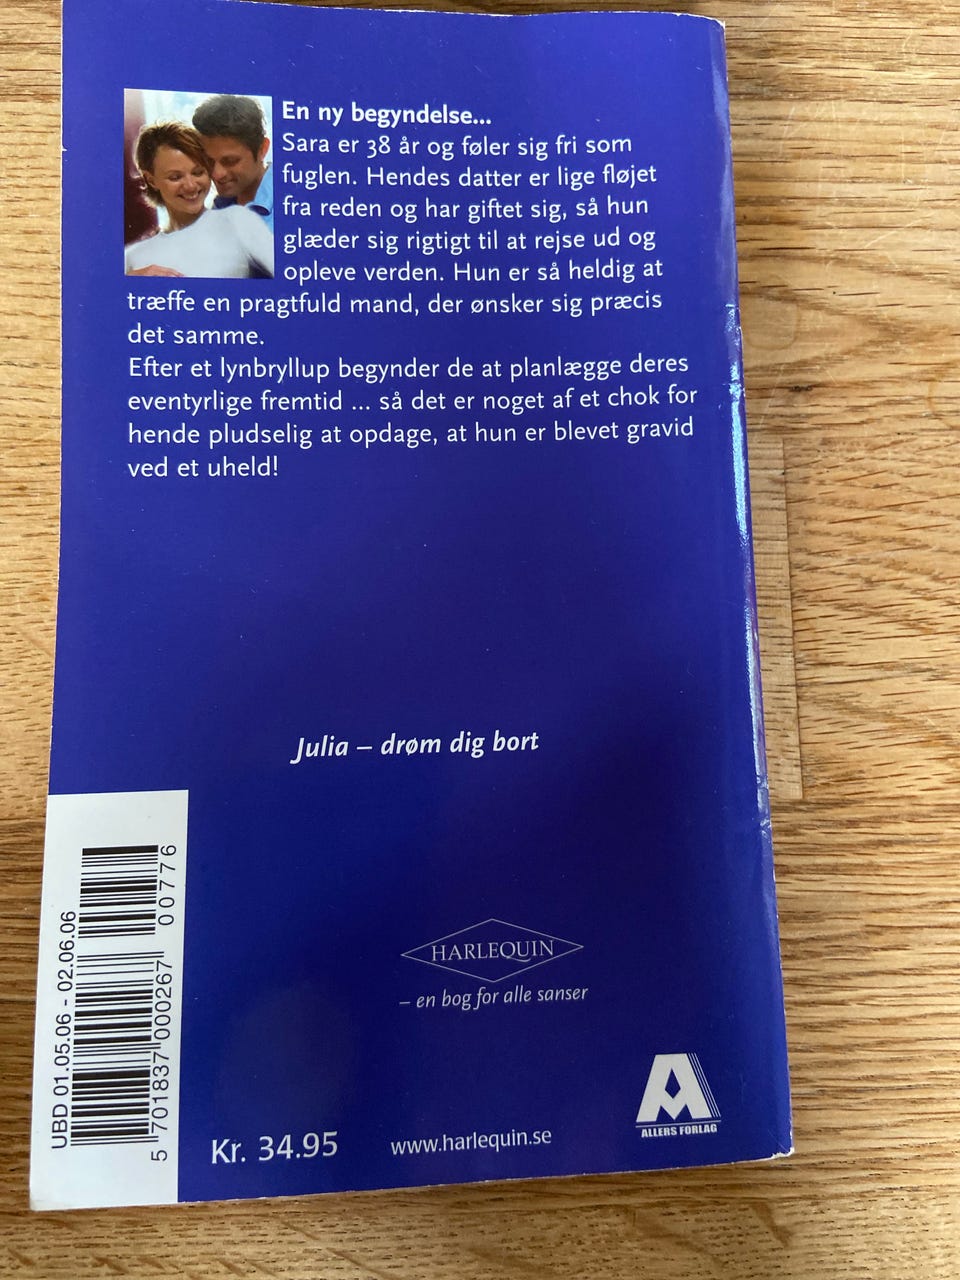 En ny begyndelse...
Sara er 38 år og føler sig fri som
fuglen. Hendes datter er lige fløjet
fra reden og har giftet sig, så hun
glæder sig rigtigt til at rejse ud og
opleve verden. Hun er så heldig at
træffe en pragtfuld mand, der ønsker sig præcis
det samme.
Efter et lynbryllup begynder de at planlægge deres
eventyrlige fremtid ... så det er noget af et chok for
hende pludselig at opdage, at hun er blevet gravid
ved et uheld!
Julia – drøm dig bort
UBD 01.05.06 - 02.06.06
5 701837 000267
00776
HARLEQUIN
– en bog for alle sanser
Kr. 34.95
www.harlequin.se
ALLERS FORLAG